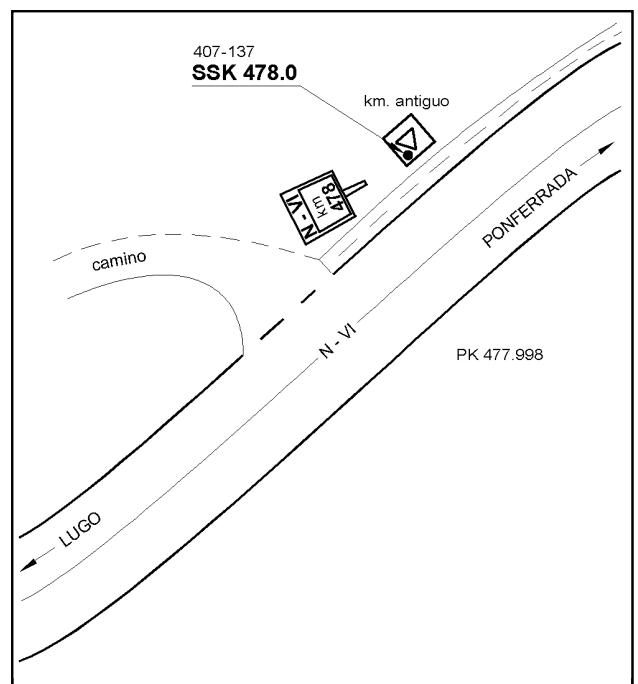 407-137
SSK 478.0
km. antiguo
N - VI
km
478
camino
PONFERRADA
N - VI
PK 477.998
LUGO